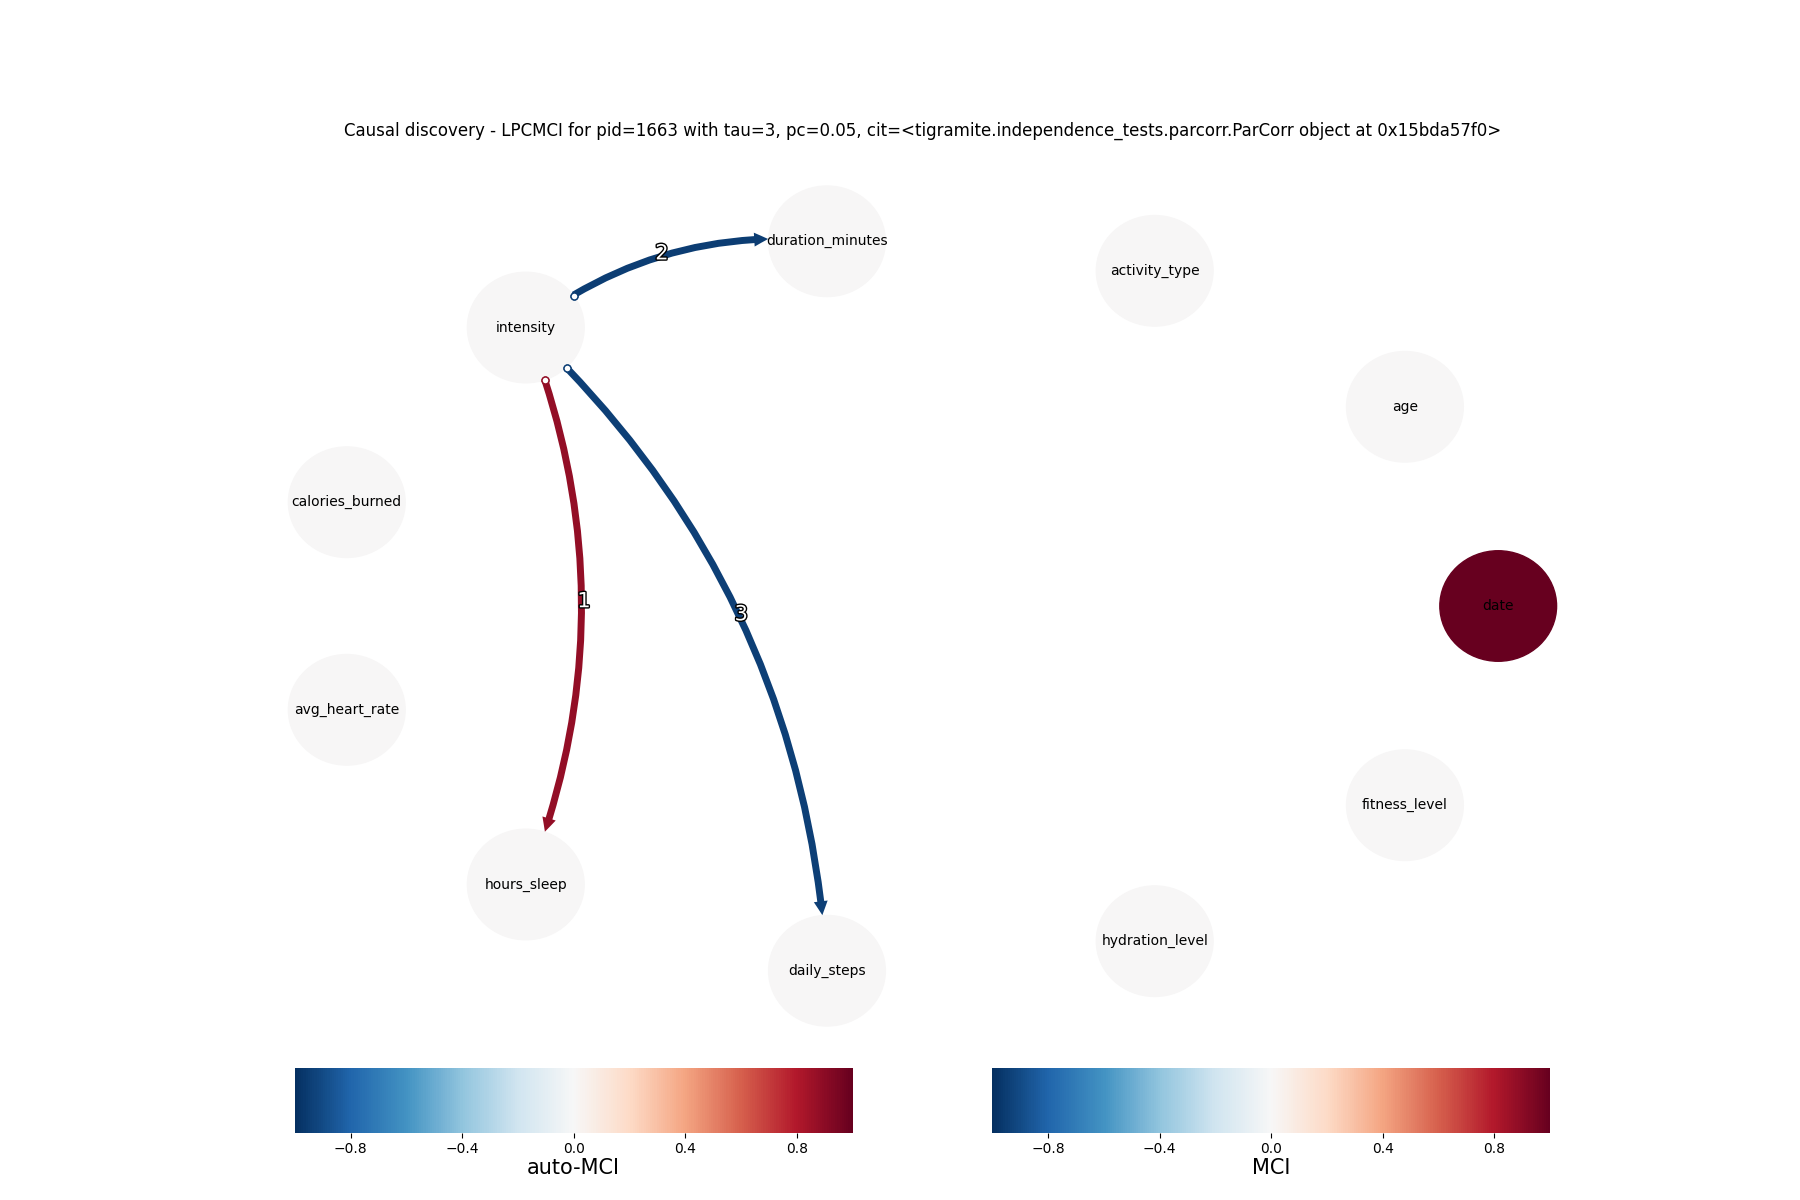 Causal discovery - LPCMCI for pid=1663 with tau=3, pc=0.05, cit=<tigramite.independence_tests.parcorr.ParCorr object at 0x15bda57f0>
duration_minutes
2
activity_type
intensity
age
calories_burned
1
date
3
avg_heart_rate
fitness_level
hours_sleep
hydration_level
daily_steps
−0.8 −0.4 0.0 0.4 0.8
auto-MCI
−0.8 −0.4 0.0 0.4 0.8
MCI